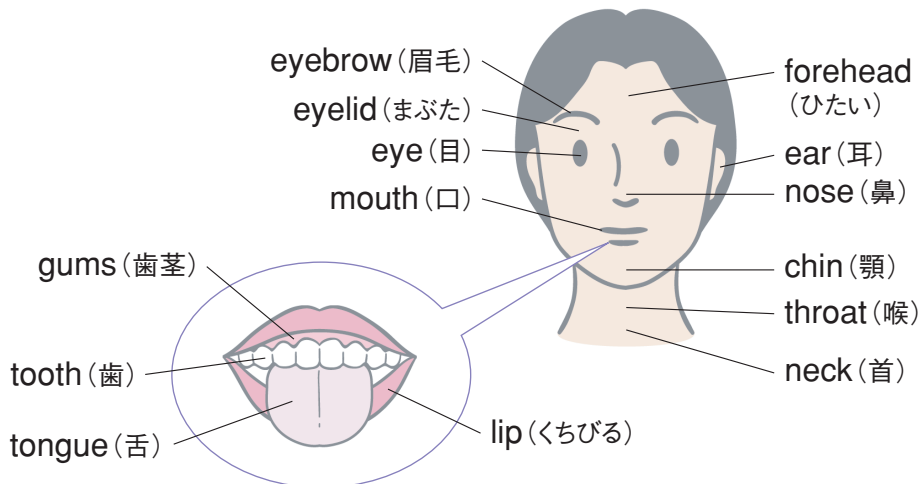 eyebrow（眉毛）
eyelid（まぶた）
eye（目）
mouth（口）
forehead
（ひたい）
ear（耳）
nose（鼻）
chin（顎）
throat（喉）
neck（首）
gums（歯茎）
tooth（歯）
tongue（舌）
lip（くちびる）